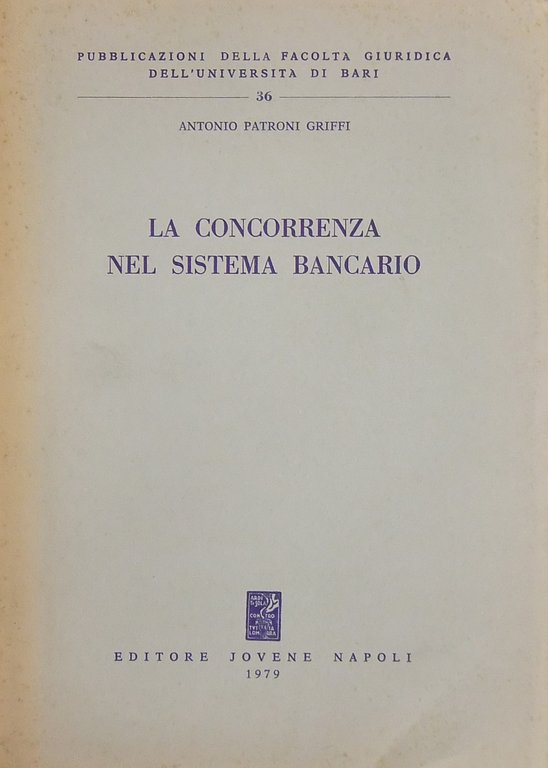 PUBBLICAZIONI DELLA FACOLTA GIURIDICA
DELL'UNIVERSITA DI BARI
36
ANTONIO PATRONI GRIFFI
LA CONCORRENZA
NEL SISTEMA BANCARIO
CONTRO
EDITORE JOVENE NAPOLI
1979